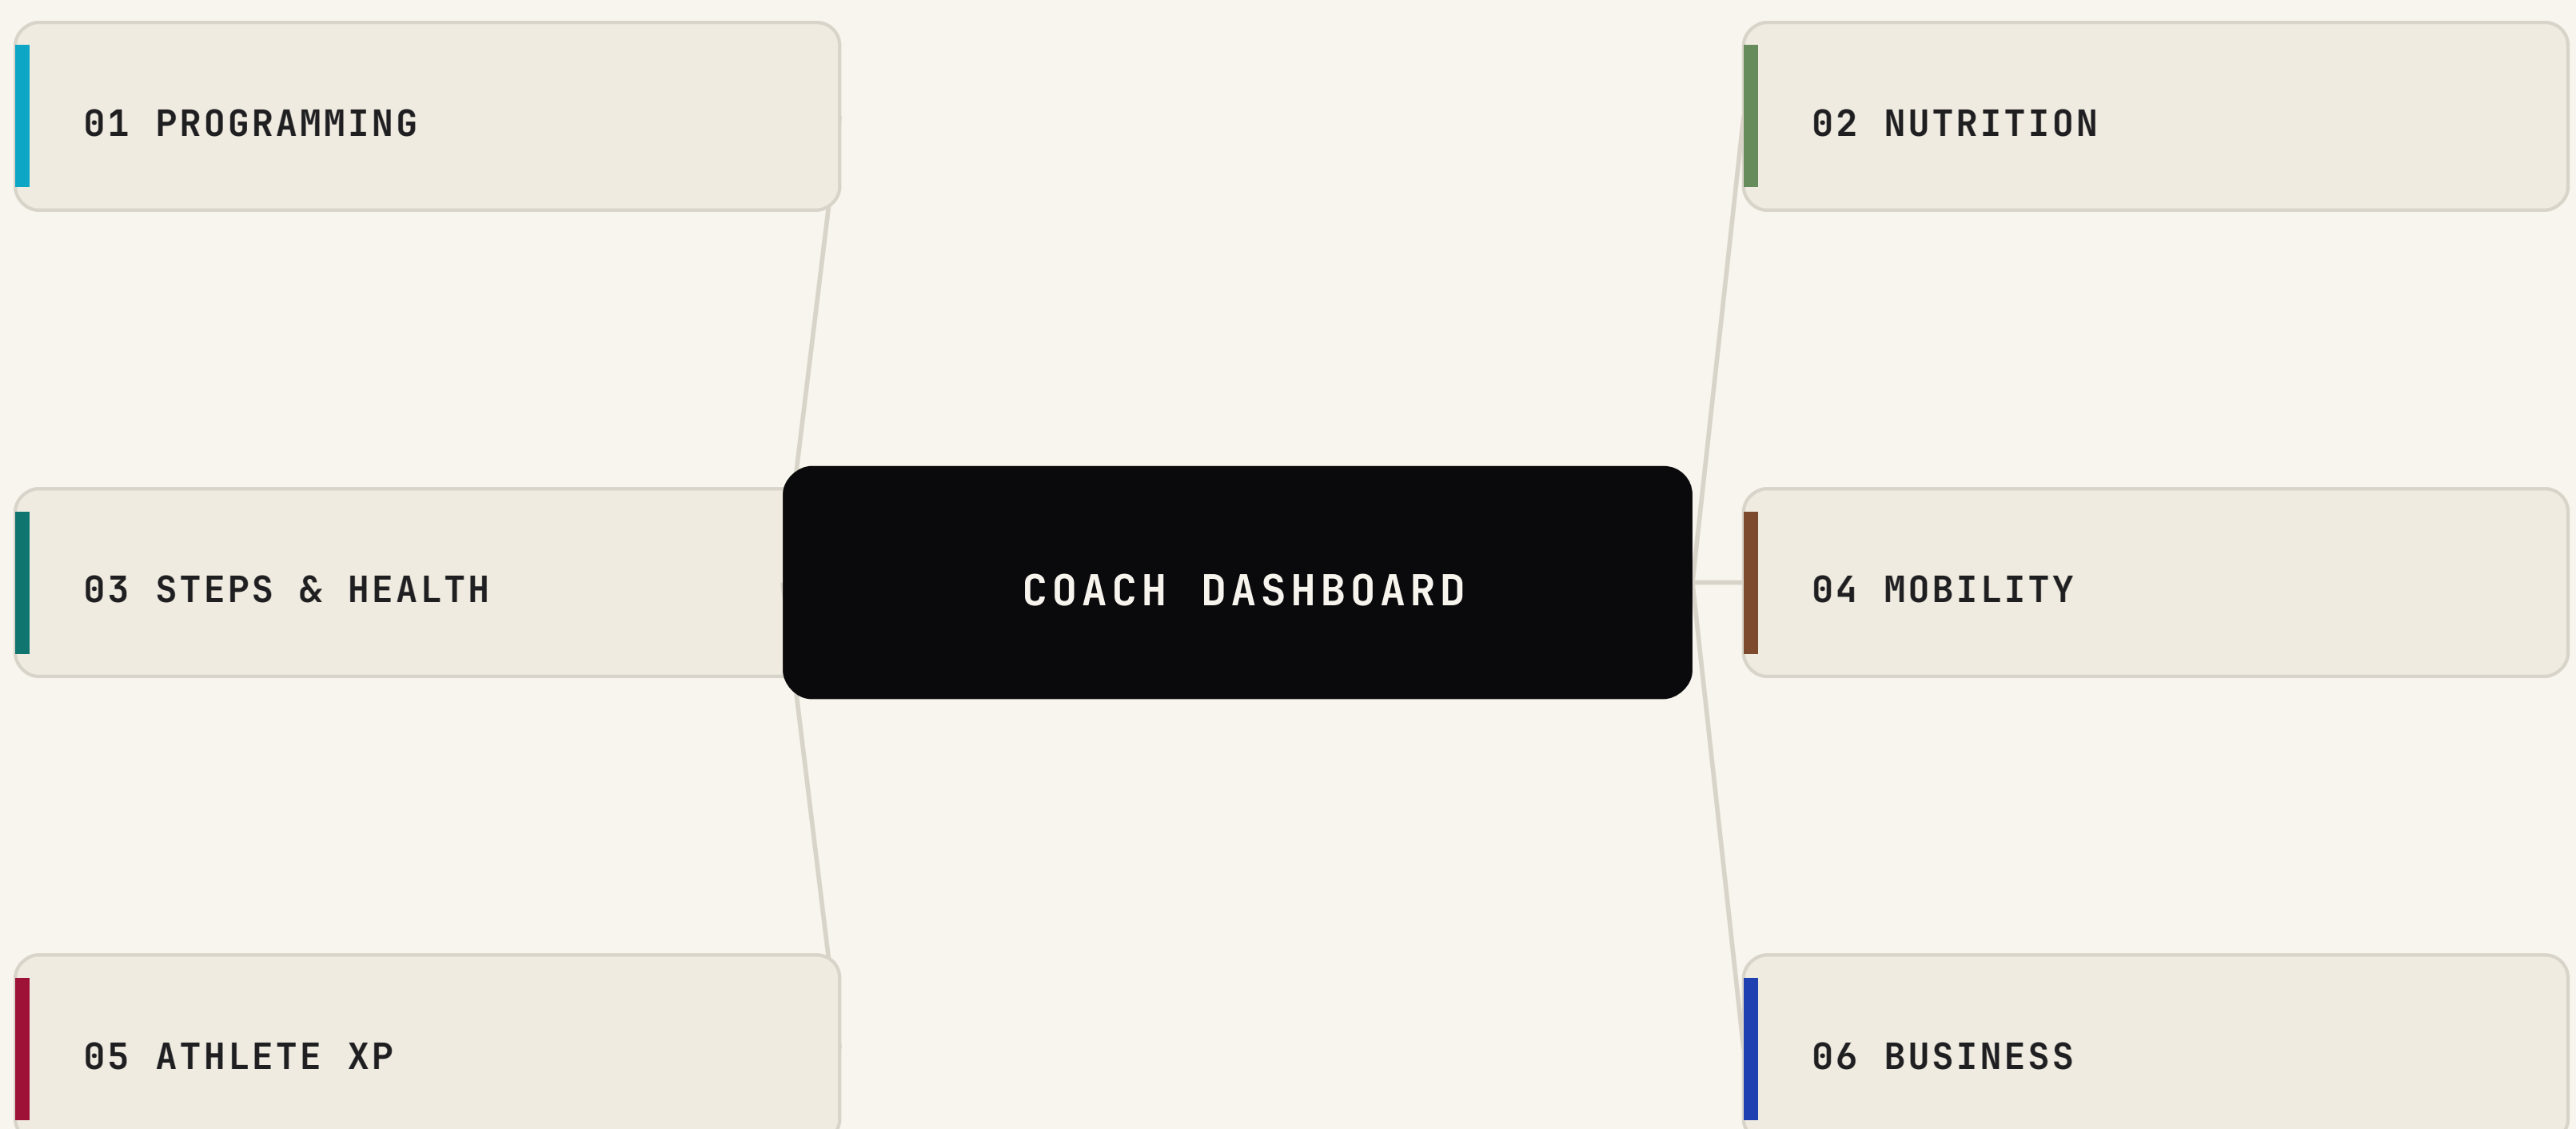 01 PROGRAMMING
02 NUTRITION
03 STEPS & HEALTH
COACH DASHBOARD
04 MOBILITY
05 ATHLETE XP
06 BUSINESS